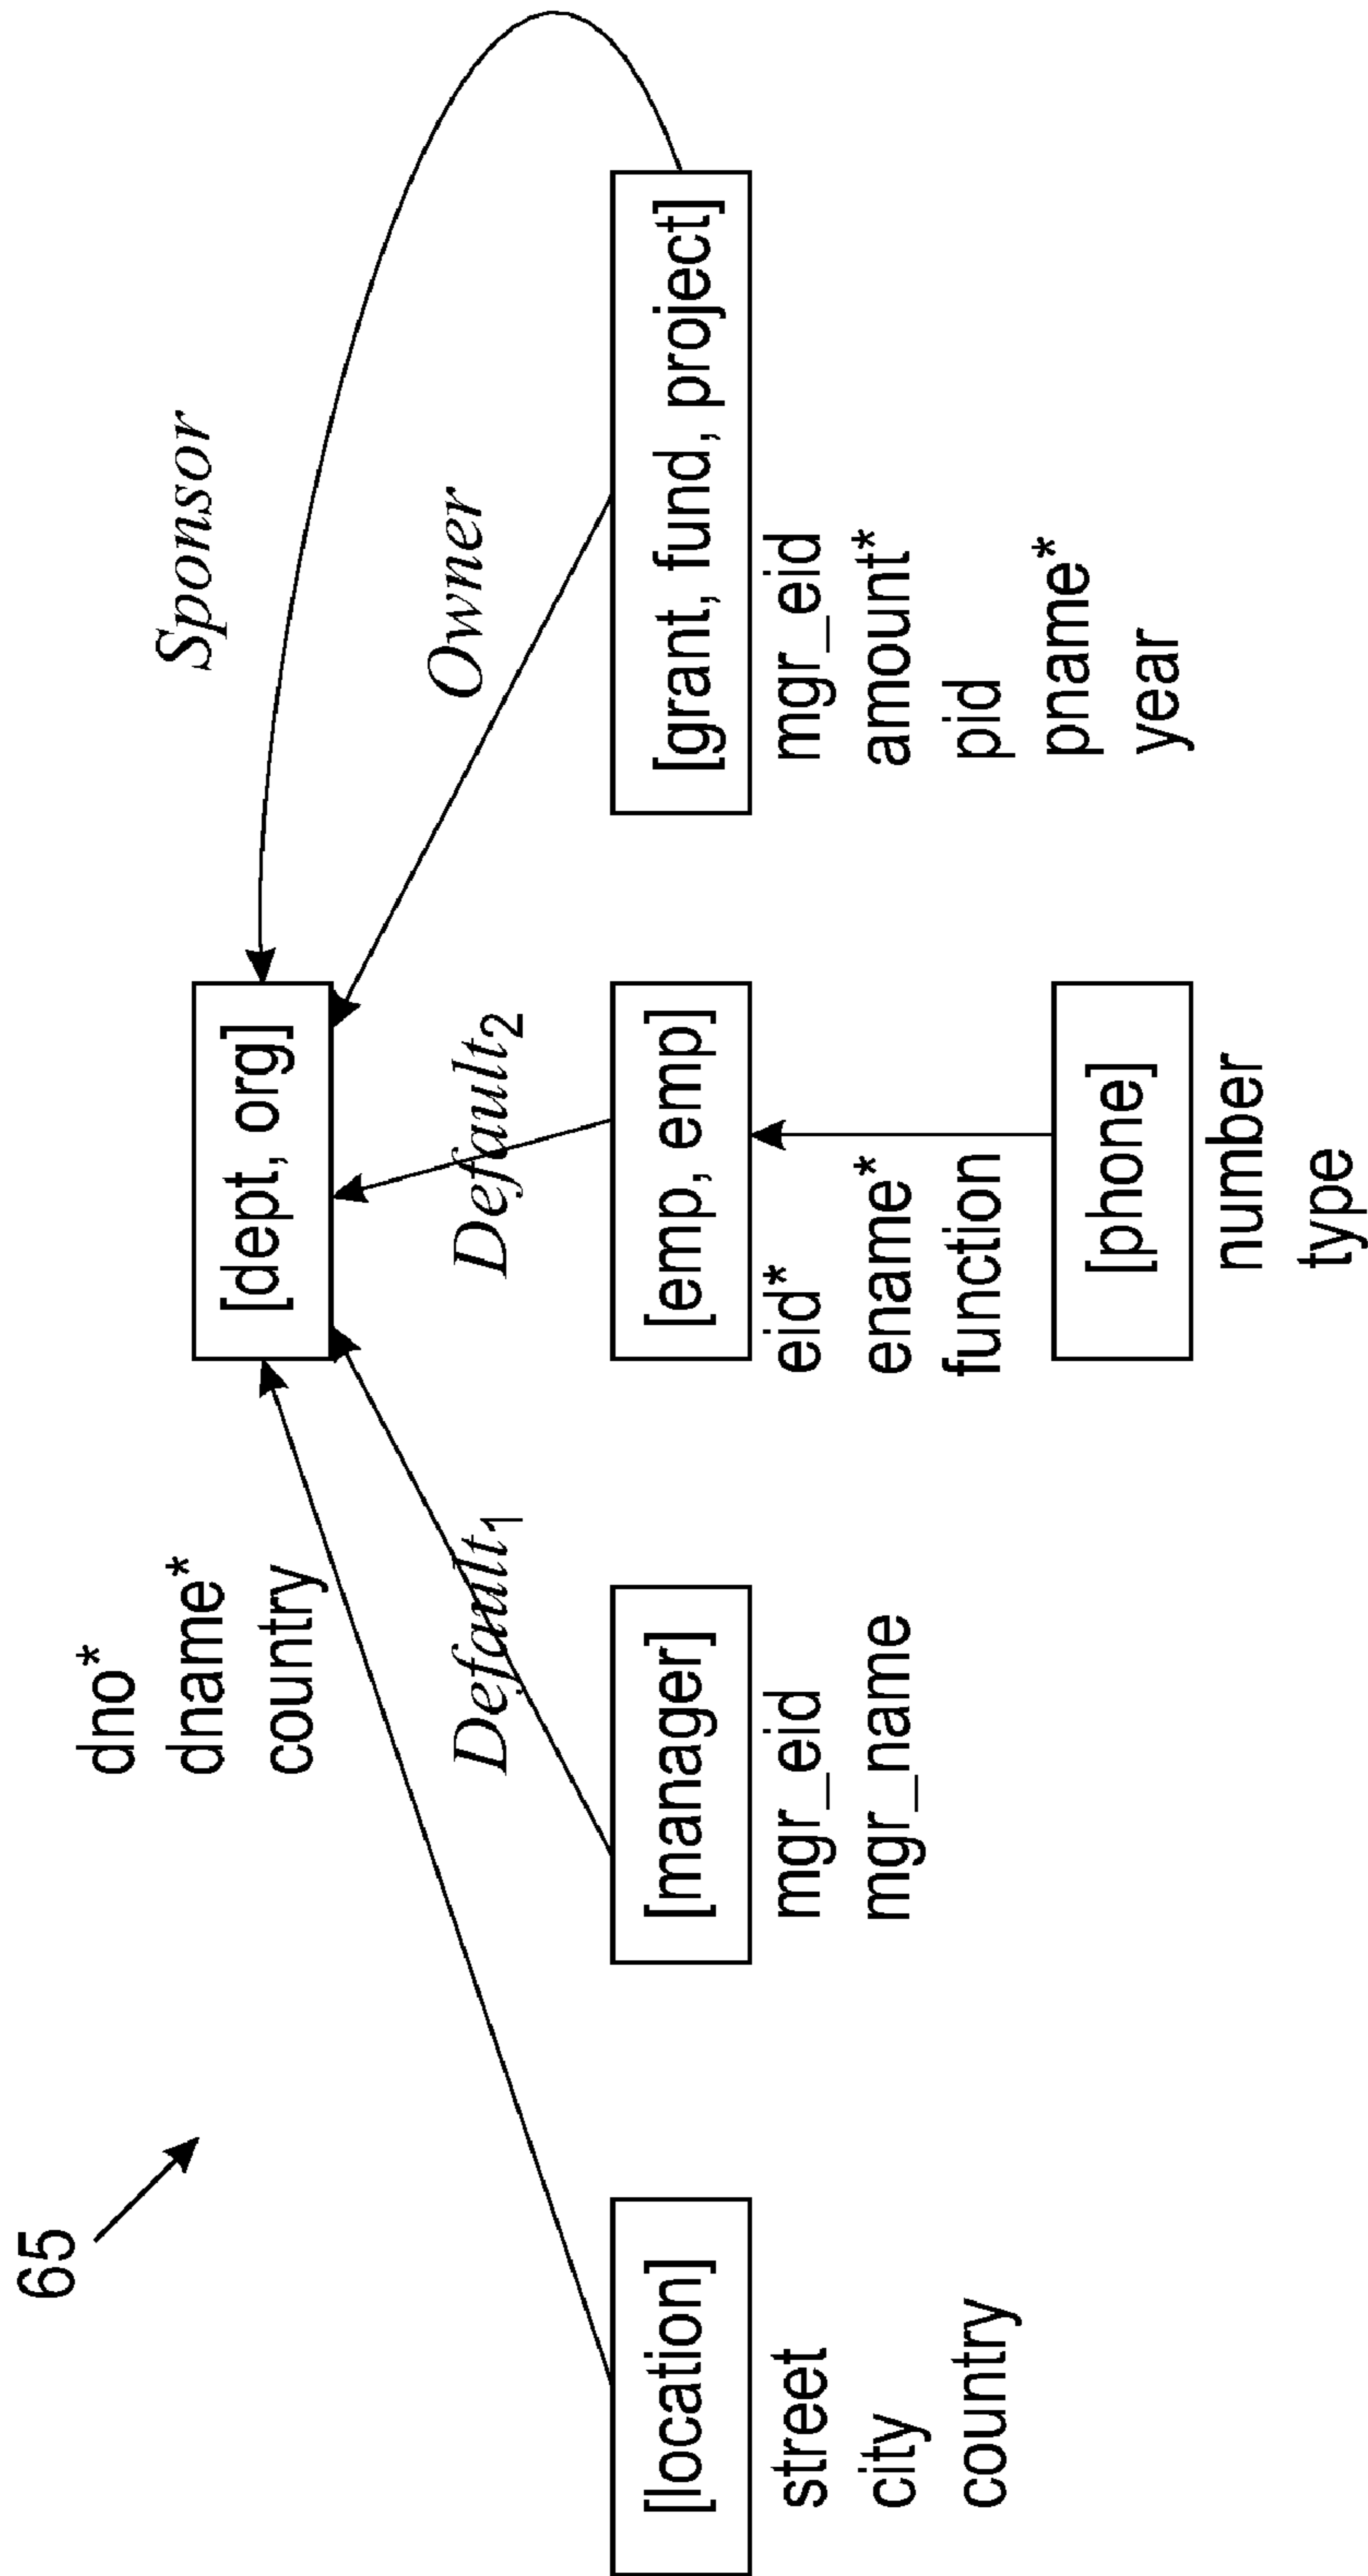 65
Sponsor
dno*
dname*
country
[dept, org]
Default1
Default2
Owner
[location]
street
city
country
[manager]
mgr_eid
mgr_name
[emp, emp]
eid*
ename*
function
[grant, fund, project]
mgr_eid
amount*
pid
pname*
year
[phone]
number
type